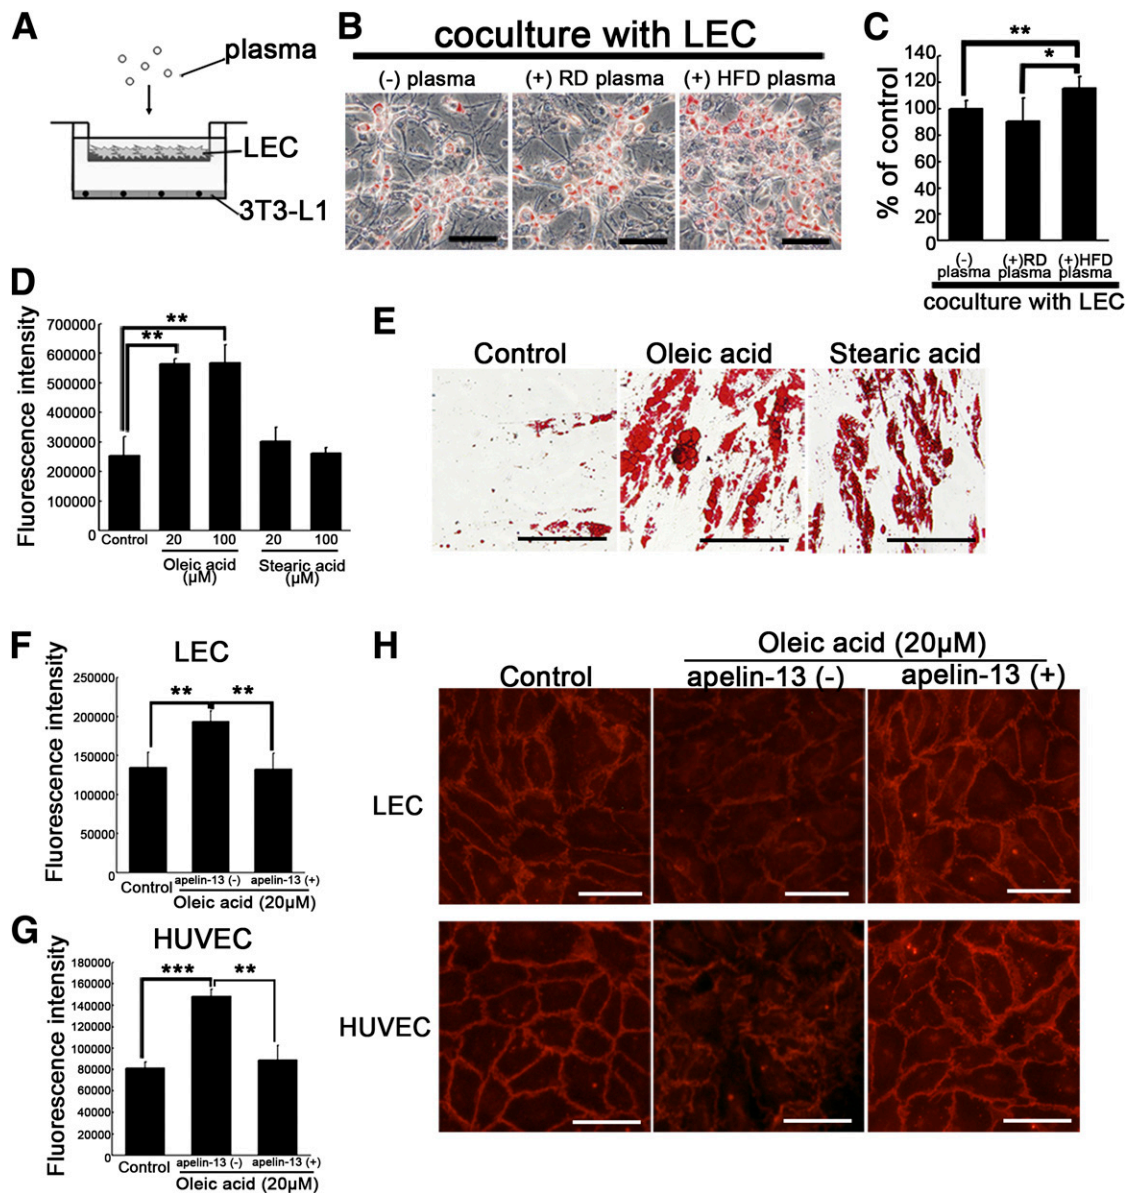 A
plasma
LEC
3T3-L1
B
coculture with LEC
(-) plasma (+) RD plasma (+) HFD plasma
C
% of control
140
120
100
80
60
40
20
0
**
*
(-) plasma
(+)RD plasma
(+)HFD plasma
coculture with LEC
D
Fluorescence intensity
700000
600000
500000
400000
300000
200000
100000
0
**
**
Control 20 100 20 100
Oleic acid (µM)
Stearic acid (µM)
E
Control Oleic acid Stearic acid
F
LEC
Fluorescence intensity
250000
200000
150000
100000
50000
0
** **
Control apelin-13 (-) apelin-13 (+)
Oleic acid (20µM)
G
HUVEC
Fluorescence intensity
180000
160000
140000
120000
100000
80000
60000
40000
20000
0
*** **
Control apelin-13 (-) apelin-13 (+)
Oleic acid (20µM)
H
Oleic acid (20µM)
Control apelin-13 (-) apelin-13 (+)
LEC
HUVEC